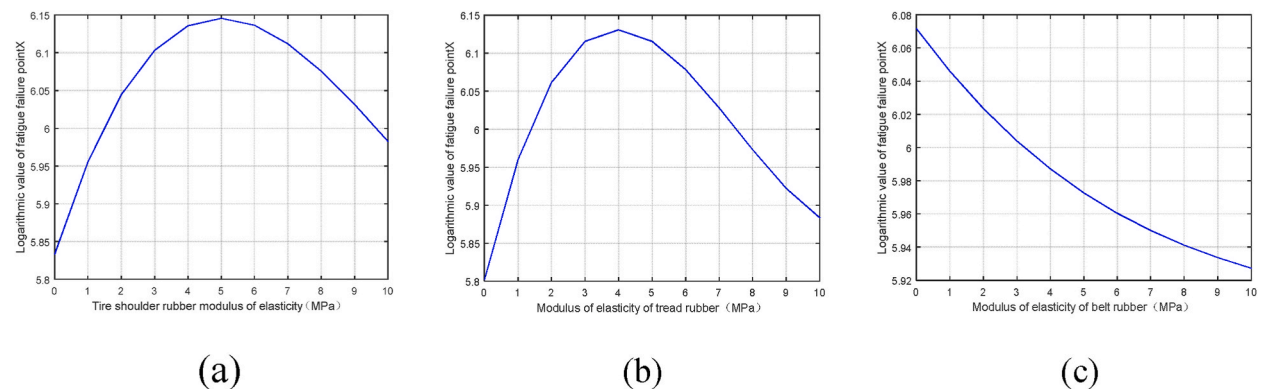 6.15
6.15
6.05
6
5.95
5.9
5.85
5.8
Logarithmic value of fatigue failure pointX
0 1 2 3 4 5 6 7 8 9 10
Tire shoulder rubber modulus of elasticity（MPa）
(a)
6.15
6.15
6.05
6
5.95
5.9
5.85
5.8
Logarithmic value of fatigue failure pointX
0 1 2 3 4 5 6 7 8 9 10
Modulus of elasticity of tread rubber（MPa）
(b)
6.08
6.06
6.04
6.02
6
5.98
5.96
5.94
5.92
Logarithmic value of fatigue failure pointX
0 1 2 3 4 5 6 7 8 9 10
Modulus of elasticity of belt rubber（MPa）
(c)